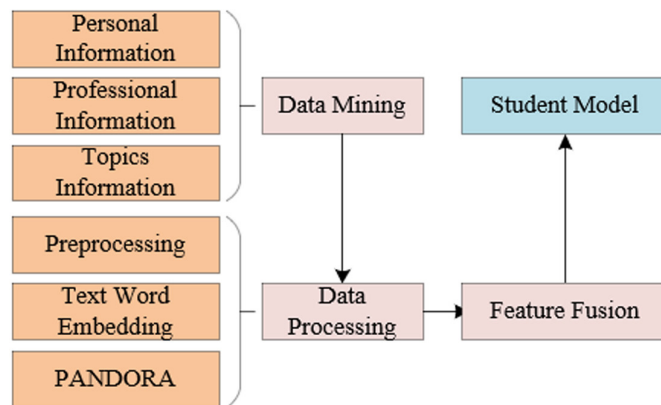 Personal
Information
Professional
Information
Topics
Information
Data Mining
Student Model
Preprocessing
Text Word
Embedding
PANDORA
Data
Processing
Feature Fusion